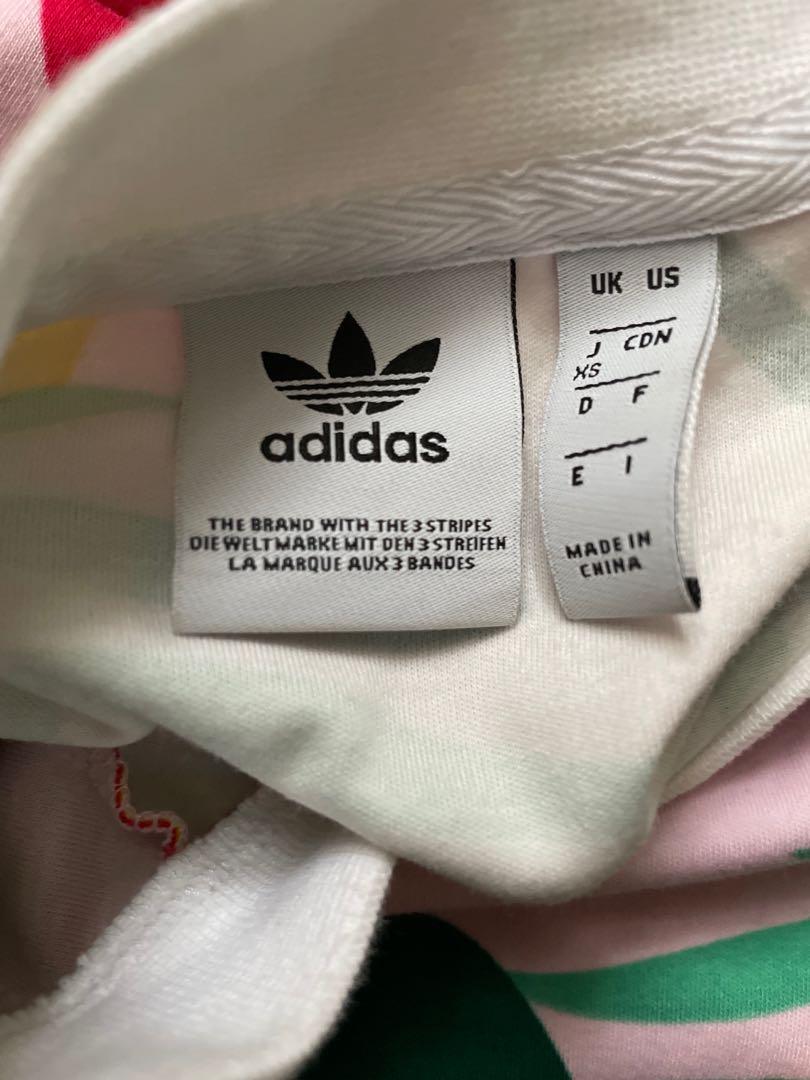 adidas
THE BRAND WITH THE 3 STRIPES
DIE WELTMARKE MIT DEN 3 STREIFEN
LA MARQUE AUX 3 BANDES
UK US
J CDN
XS
D F
E I
MADE IN
CHINA